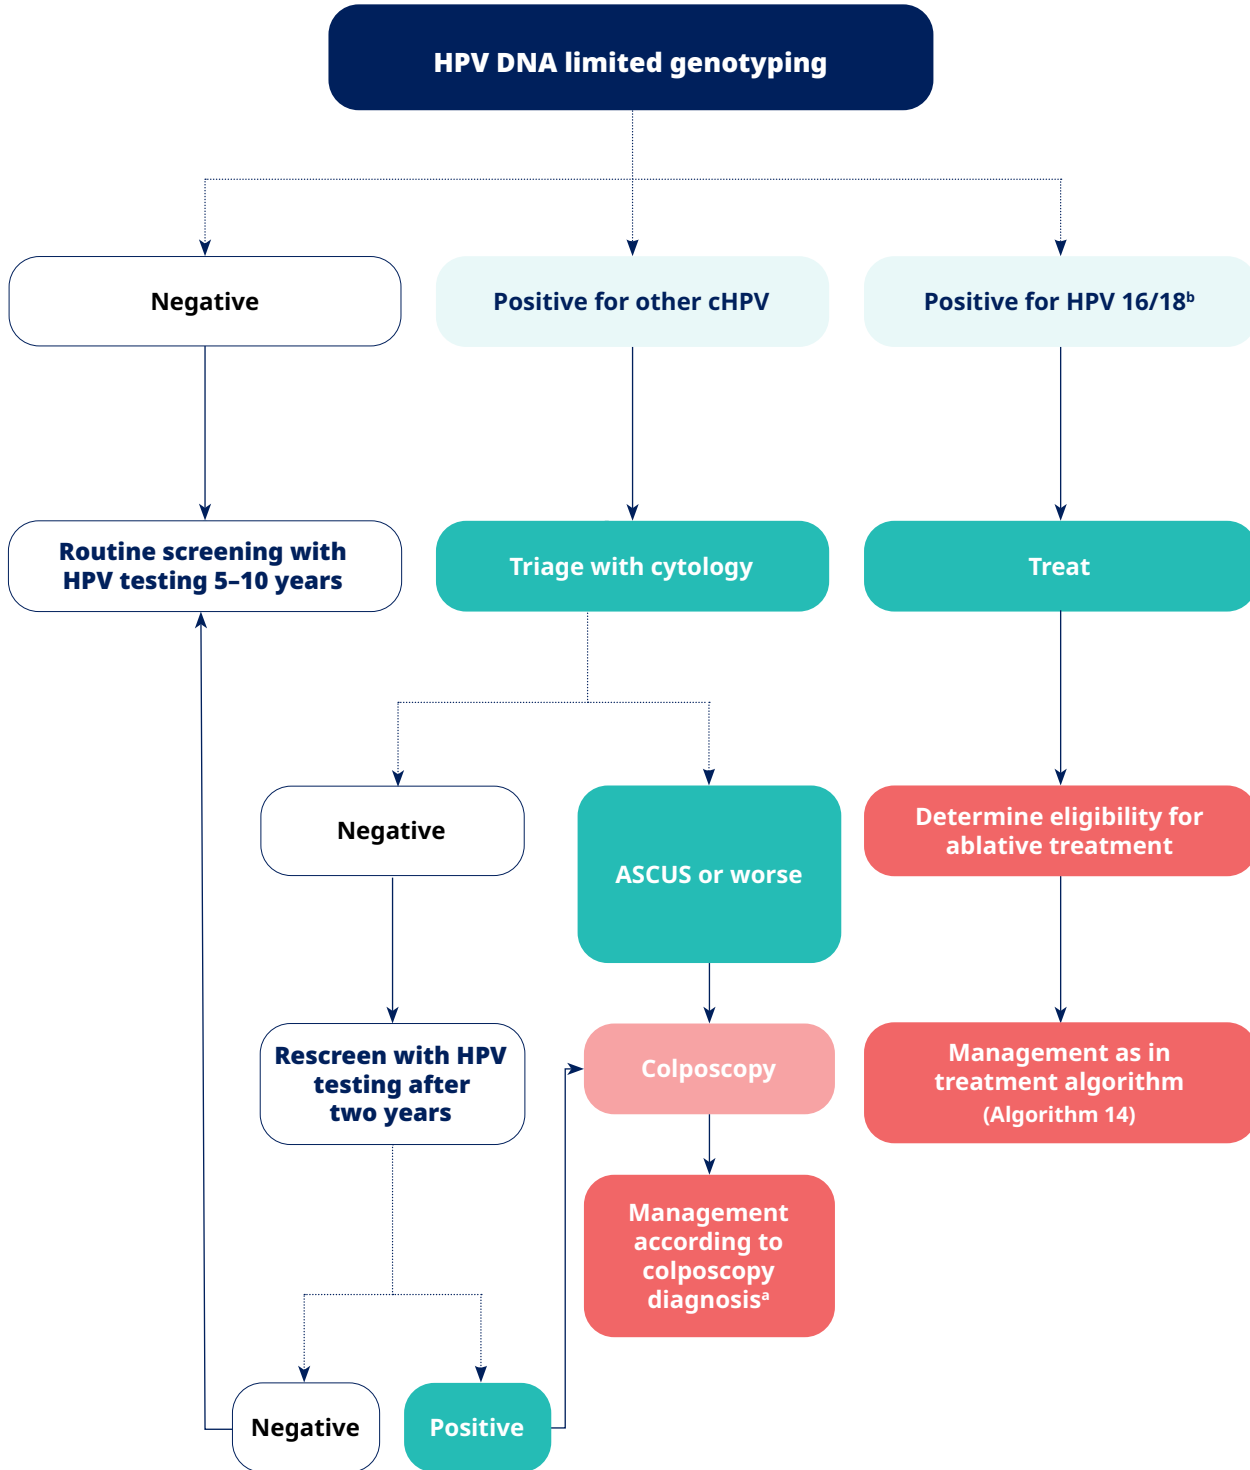 HPV DNA limited genotyping
Negative
Positive for other cHPV
Positive for HPV 16/18ᵇ
Routine screening with
HPV testing 5–10 years
Triage with cytology
Treat
Negative
ASCUS or worse
Determine eligibility for
ablative treatment
Rescreen with HPV
testing after
two years
Colposcopy
Management as in
treatment algorithm
(Algorithm 14)
Management
according to
colposcopy
diagnosisᵃ
Negative
Positive